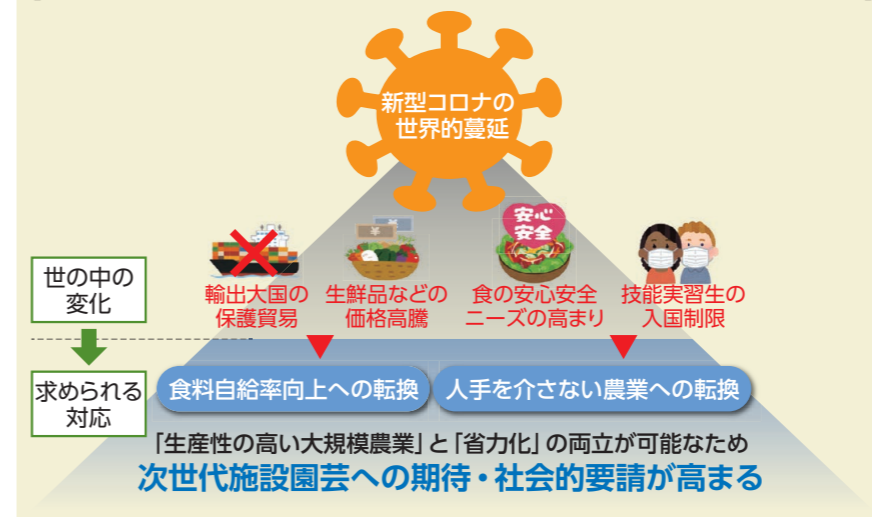 新型コロナの
世界的蔓延
安心
安全
世の中の
変化
輸出大国の
保護貿易
生鮮品などの
価格高騰
食の安心安全
ニーズの高まり
技能実習生の
入国制限
求められる
対応
食料自給率向上への転換
人手を介さない農業への転換
「生産性の高い大規模農業」と「省力化」の両立が可能なため
次世代施設園芸への期待・社会的要請が高まる